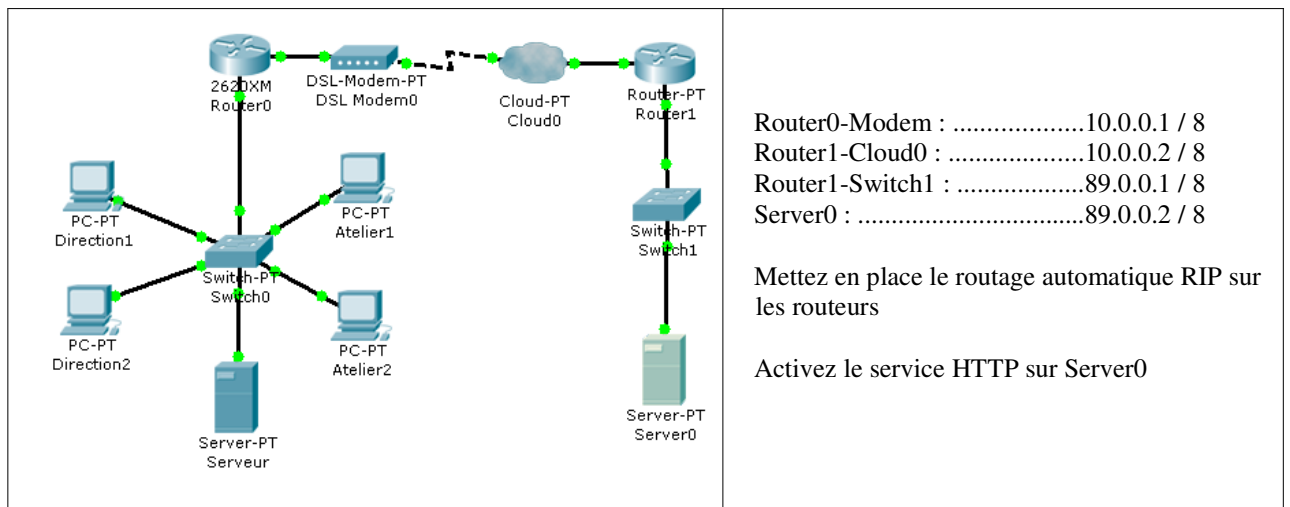 2620XM
Router0
DSL-Modem-PT
DSL Modem0
Cloud-PT
Cloud0
Router-PT
Router1
PC-PT
Direction1
PC-PT
Atelier1
Switch-PT
Switch0
Switch-PT
Switch1
PC-PT
Direction2
PC-PT
Atelier2
Server-PT
Serveur
Server-PT
Server0
Router0-Modem : ...................10.0.0.1 / 8
Router1-Cloud0 : ....................10.0.0.2 / 8
Router1-Switch1 : ...................89.0.0.1 / 8
Server0 : ..................................89.0.0.2 / 8
Mettez en place le routage automatique RIP sur
les routeurs
Activez le service HTTP sur Server0